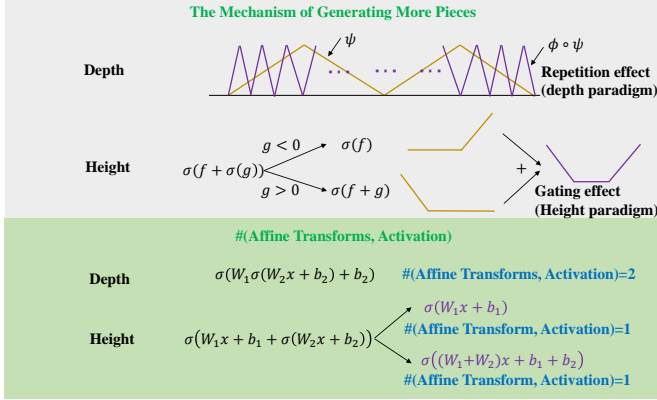 The Mechanism of Generating More Pieces
ψ
ϕ ∘ ψ
Depth
... ... ...
Repetition effect
(depth paradigm)
g < 0
σ(f)
Height
σ(f + σ(g))
+
g > 0
σ(f + g)
Gating effect
(Height paradigm)
#(Affine Transforms, Activation)
Depth
σ(W₁σ(W₂x + b₂) + b₂)
#(Affine Transforms, Activation)=2
σ(W₁x + b₁)
#(Affine Transform, Activation)=1
Height
σ(W₁x + b₁ + σ(W₂x + b₂))
σ((W₁+W₂)x + b₁ + b₂)
#(Affine Transform, Activation)=1